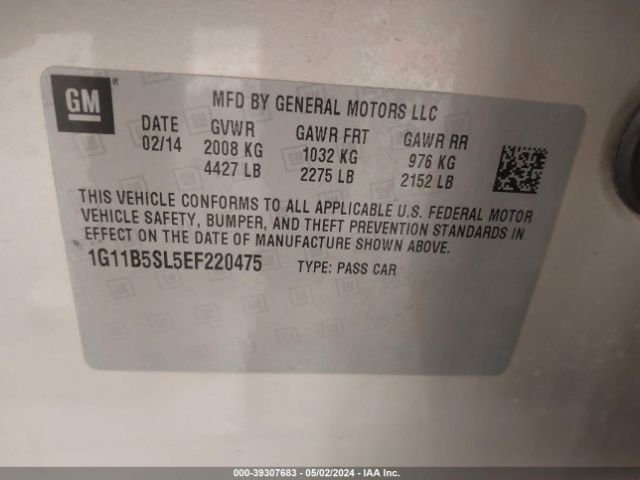 GM ®
MFD BY GENERAL MOTORS LLC
DATE GVWR GAWR FRT GAWR RR
02/14 2008 KG 1032 KG 976 KG
4427 LB 2275 LB 2152 LB
THIS VEHICLE CONFORMS TO ALL APPLICABLE U.S. FEDERAL MOTOR
VEHICLE SAFETY, BUMPER, AND THEFT PREVENTION STANDARDS IN
EFFECT ON THE DATE OF MANUFACTURE SHOWN ABOVE.
1G11B5SL5EF220475 TYPE: PASS CAR
000-39307683 - 05/02/2024 - IAA Inc.